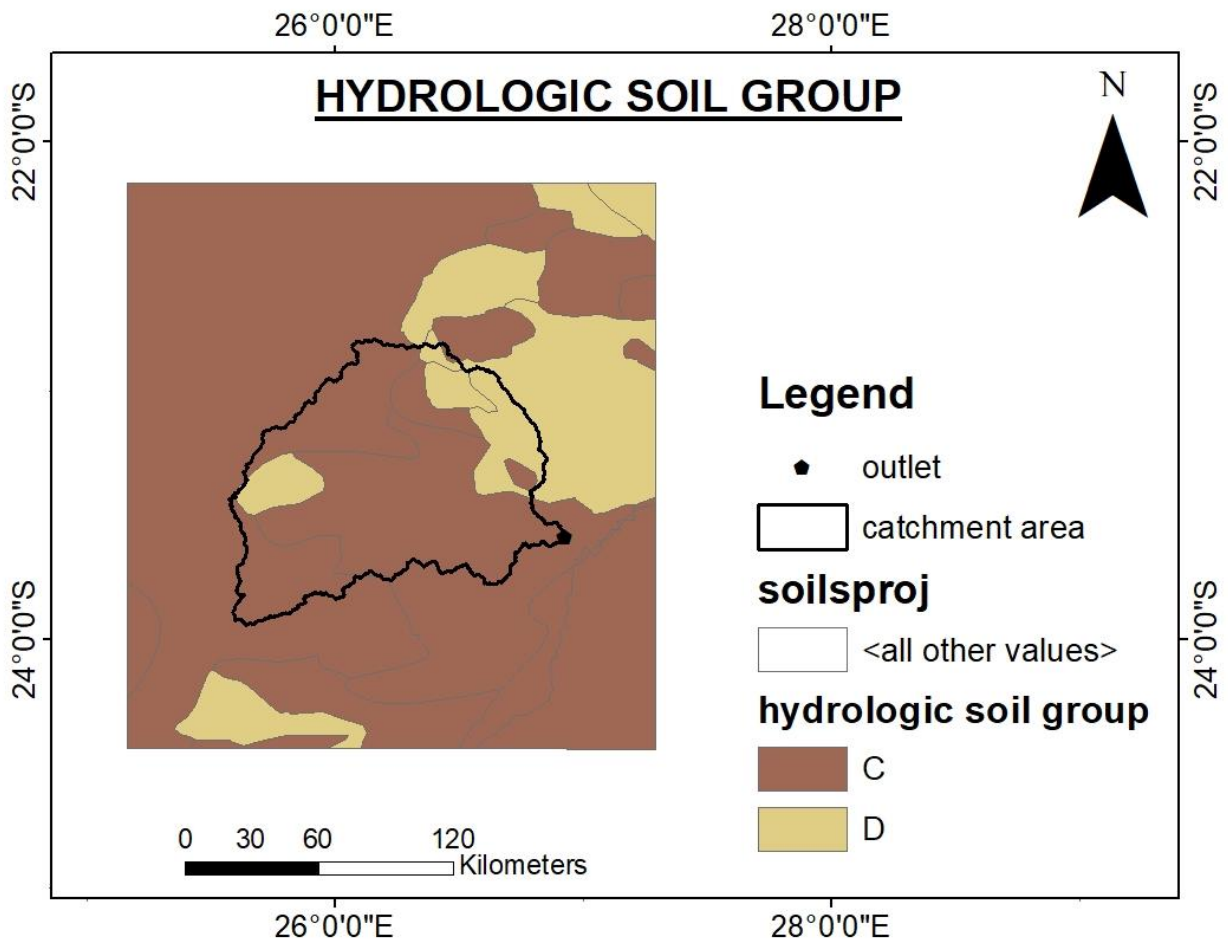 26°0'0"E 28°0'0"E
HYDROLOGIC SOIL GROUP
N
22°0'0"S
22°0'0"S
Legend
outlet
catchment area
soilsproj
<all other values>
hydrologic soil group
C
D
24°0'0"S
24°0'0"S
0 30 60 120
Kilometers
26°0'0"E 28°0'0"E